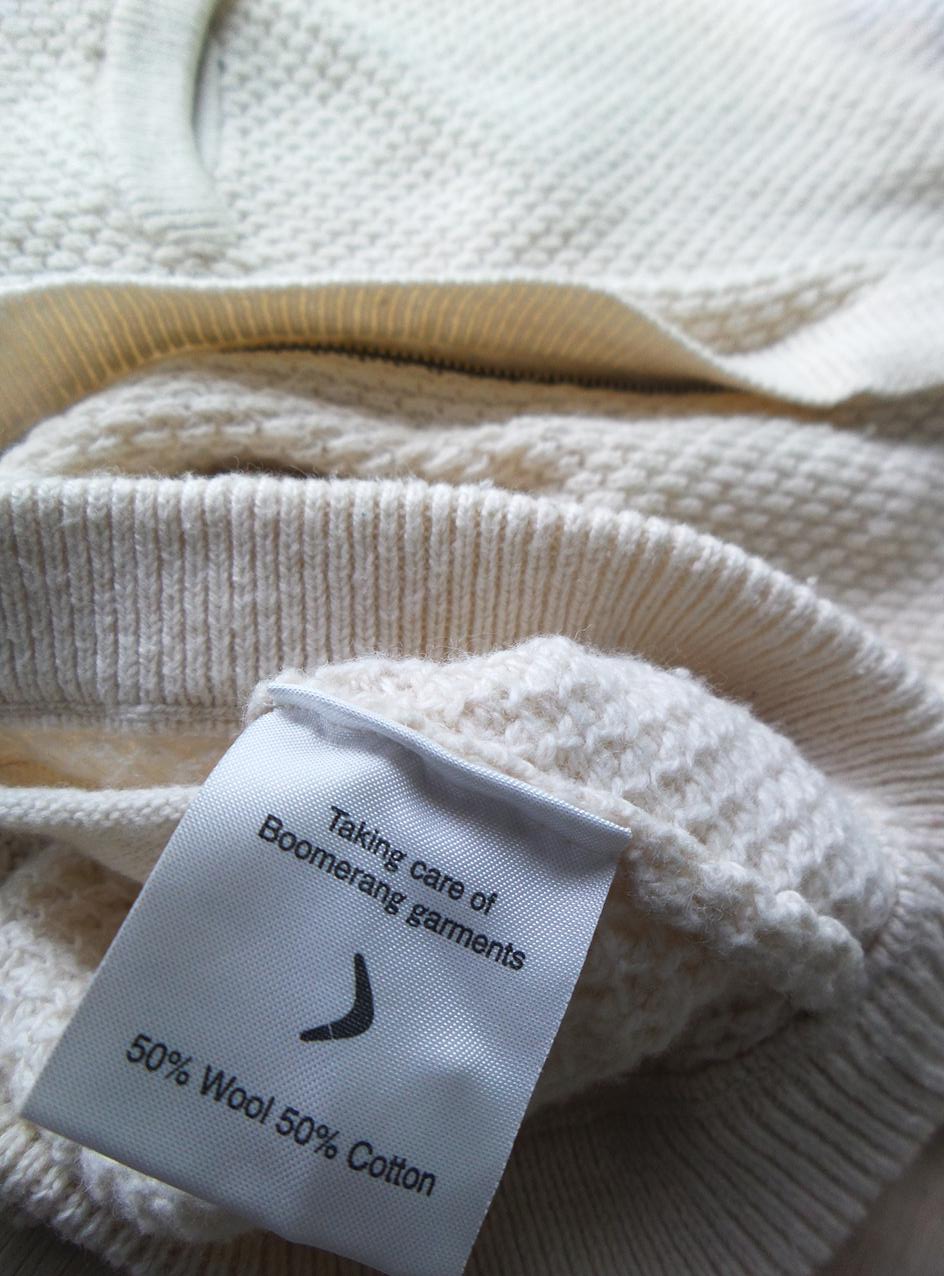 Taking care of
Boomerang garments
50% Wool 50% Cotton